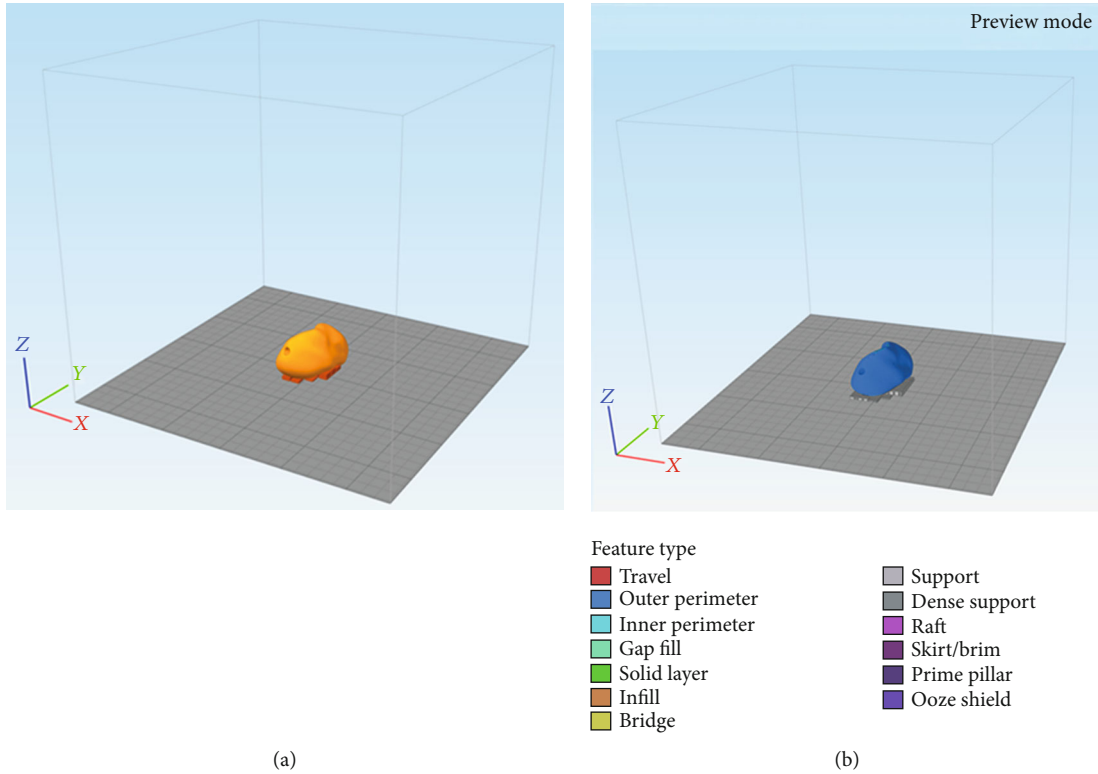 Preview mode
Z
Y
X
Z
Y
X
Feature type
Travel
Outer perimeter
Inner perimeter
Gap fill
Solid layer
Infill
Bridge
Support
Dense support
Raft
Skirt/brim
Prime pillar
Ooze shield
(a)
(b)